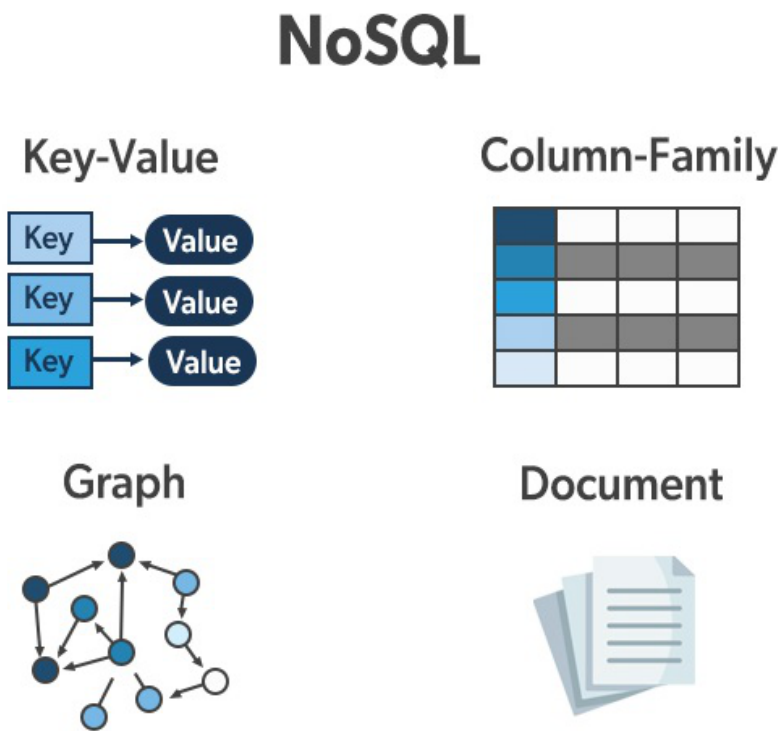 NoSQL
Key-Value
Key
Value
Key
Value
Key
Value
Column-Family
Graph
Document